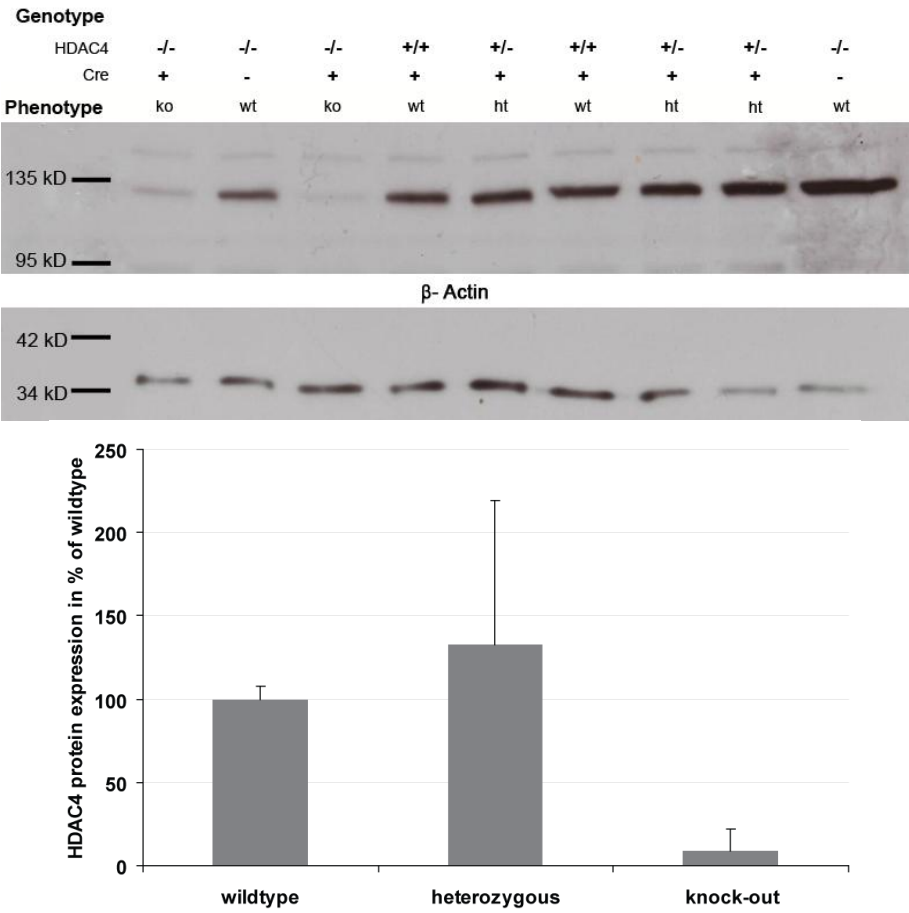 Genotype
HDAC4 -/- -/- -/- +/+ +/- +/+ +/- +/- -/-
Cre + - + + + + + + -
Phenotype ko wt ko wt ht wt ht ht wt
135 kD
95 kD
β- Actin
42 kD
34 kD
HDAC4 protein expression in % of wildtype
250
200
150
100
50
0
wildtype heterozygous knock-out